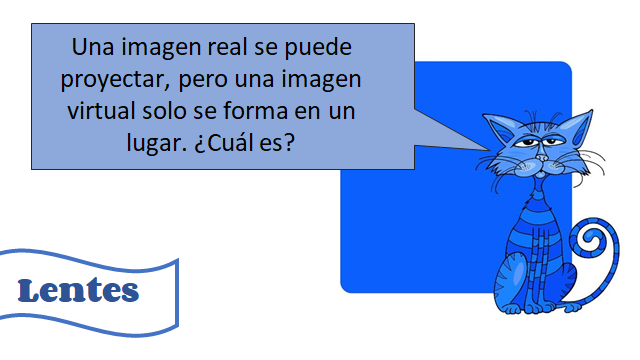 Una imagen real se puede
proyectar, pero una imagen
virtual solo se forma en un
lugar. ¿Cuál es?
Lentes